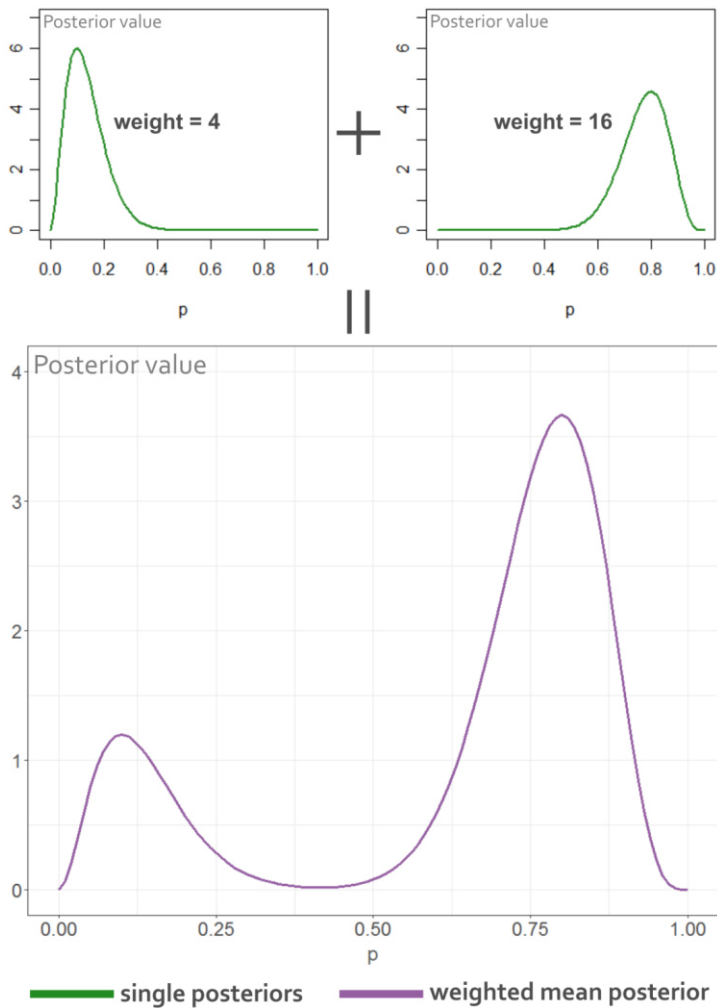 Posterior value
6
4
2
0
weight = 4
0.0 0.2 0.4 0.6 0.8 1.0
p
+
Posterior value
6
4
2
0
weight = 16
0.0 0.2 0.4 0.6 0.8 1.0
p
||
Posterior value
4
3
2
1
0
0.00 0.25 0.50 0.75 1.00
p
single posteriors weighted mean posterior